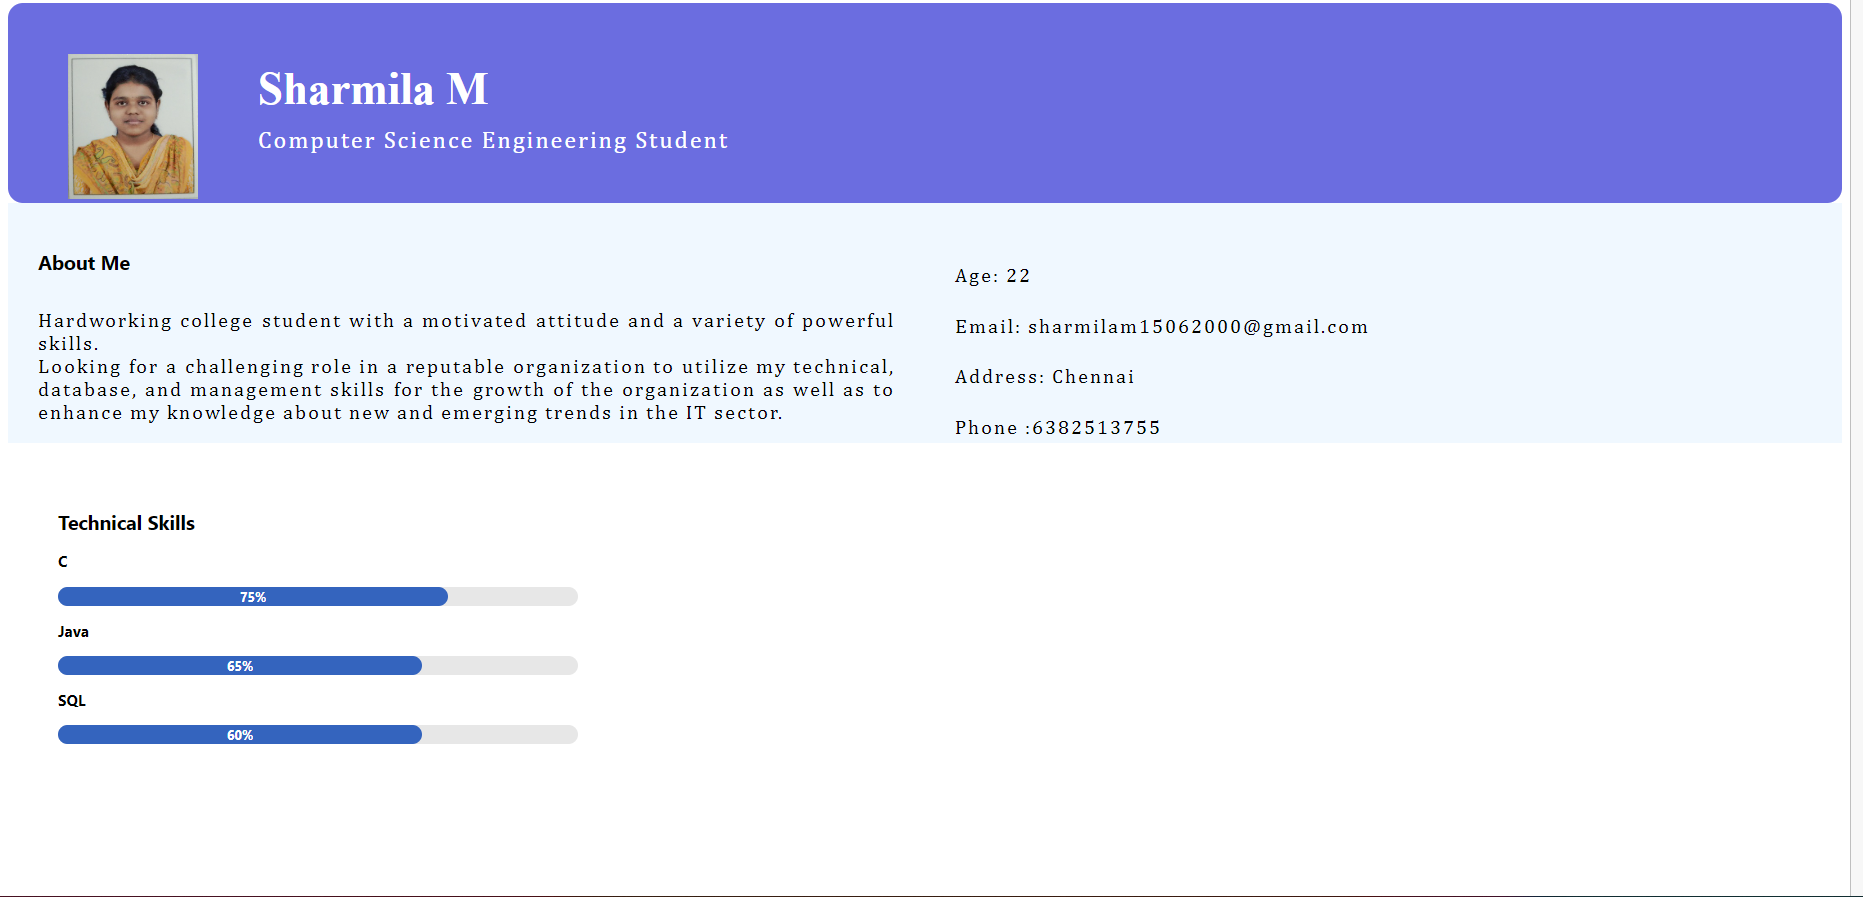 Sharmila M
Computer Science Engineering Student
About Me
Hardworking college student with a motivated attitude and a variety of powerful
skills.
Looking for a challenging role in a reputable organization to utilize my technical,
database, and management skills for the growth of the organization as well as to
enhance my knowledge about new and emerging trends in the IT sector.
Age: 22
Email: sharmilam15062000@gmail.com
Address: Chennai
Phone :6382513755
Technical Skills
C
75%
Java
65%
SQL
60%